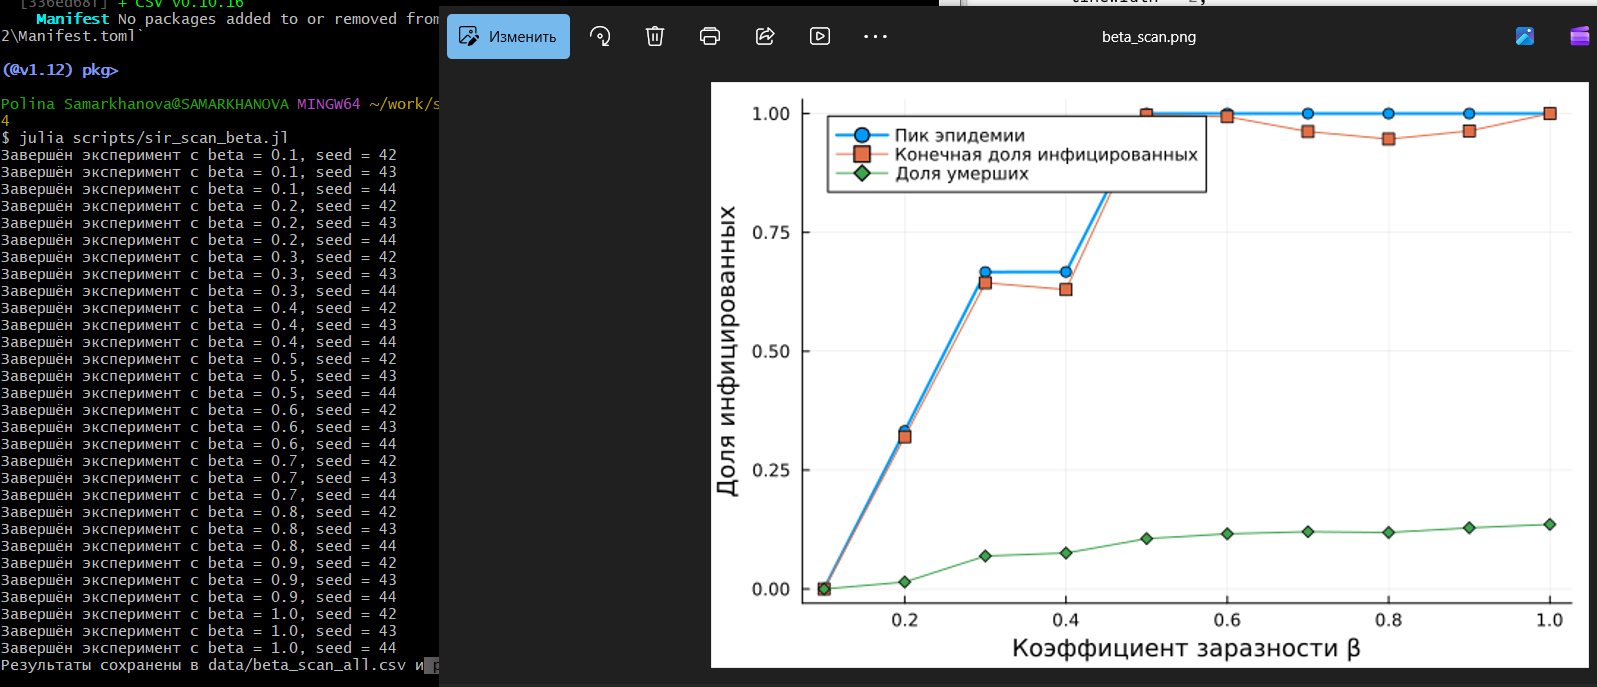 [336ed68f] + CSV v0.10.16
Manifest No packages added to or removed from
2\Manifest.toml`
(@v1.12) pkg>
Polina Samarkhanova@SAMARKHANOVA MINGW64 ~/work/s
4
$ julia scripts/sir_scan_beta.jl
Завершён эксперимент с beta = 0.1, seed = 42
Завершён эксперимент с beta = 0.1, seed = 43
Завершён эксперимент с beta = 0.1, seed = 44
Завершён эксперимент с beta = 0.2, seed = 42
Завершён эксперимент с beta = 0.2, seed = 43
Завершён эксперимент с beta = 0.2, seed = 44
Завершён эксперимент с beta = 0.3, seed = 42
Завершён эксперимент с beta = 0.3, seed = 43
Завершён эксперимент с beta = 0.3, seed = 44
Завершён эксперимент с beta = 0.4, seed = 42
Завершён эксперимент с beta = 0.4, seed = 43
Завершён эксперимент с beta = 0.4, seed = 44
Завершён эксперимент с beta = 0.5, seed = 42
Завершён эксперимент с beta = 0.5, seed = 43
Завершён эксперимент с beta = 0.5, seed = 44
Завершён эксперимент с beta = 0.6, seed = 42
Завершён эксперимент с beta = 0.6, seed = 43
Завершён эксперимент с beta = 0.6, seed = 44
Завершён эксперимент с beta = 0.7, seed = 42
Завершён эксперимент с beta = 0.7, seed = 43
Завершён эксперимент с beta = 0.7, seed = 44
Завершён эксперимент с beta = 0.8, seed = 42
Завершён эксперимент с beta = 0.8, seed = 43
Завершён эксперимент с beta = 0.8, seed = 44
Завершён эксперимент с beta = 0.9, seed = 42
Завершён эксперимент с beta = 0.9, seed = 43
Завершён эксперимент с beta = 0.9, seed = 44
Завершён эксперимент с beta = 1.0, seed = 42
Завершён эксперимент с beta = 1.0, seed = 43
Завершён эксперимент с beta = 1.0, seed = 44
Результаты сохранены в data/beta_scan_all.csv и
Изменить
beta_scan.png
Пик эпидемии
Конечная доля инфицированных
Доля умерших
Доля инфицированных
1.00
0.75
0.50
0.25
0.00
0.2 0.4 0.6 0.8 1.0
Коэффициент заразности β